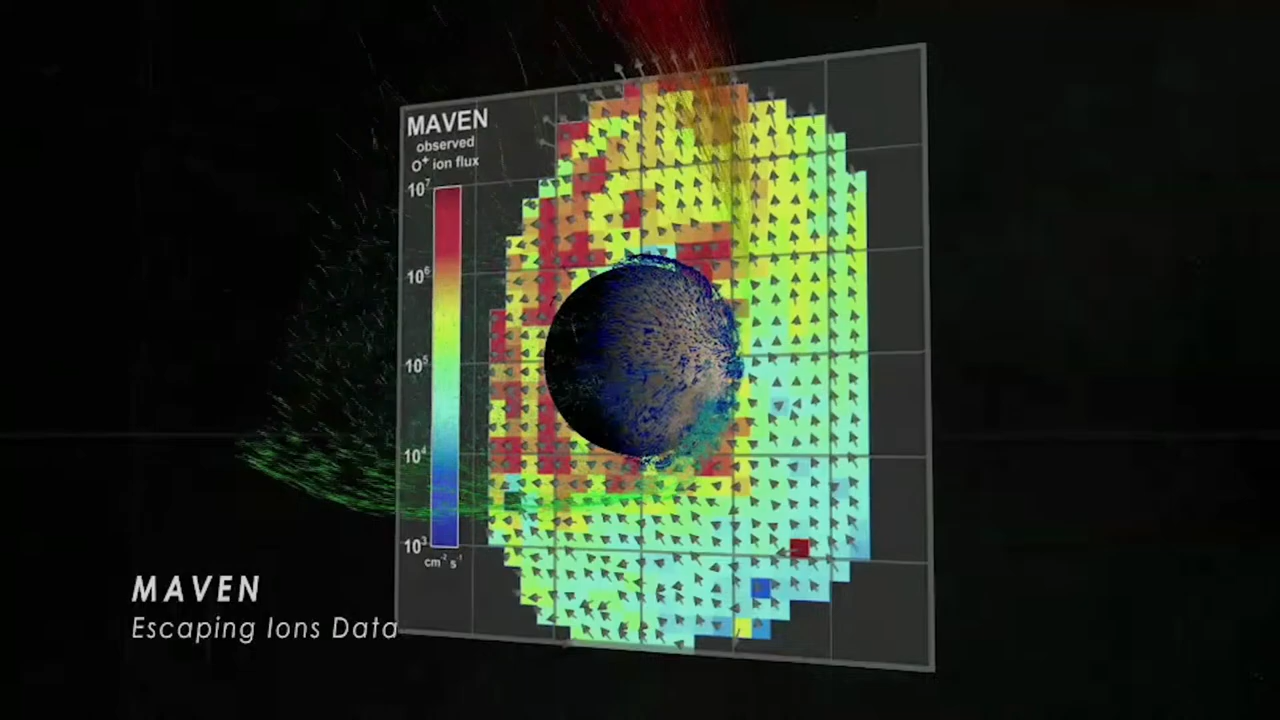 MAVEN
observed
O⁺ ion flux
10⁷
10⁶
10⁵
10⁴
10³
cm⁻² s⁻¹
MAVEN
Escaping Ions Data